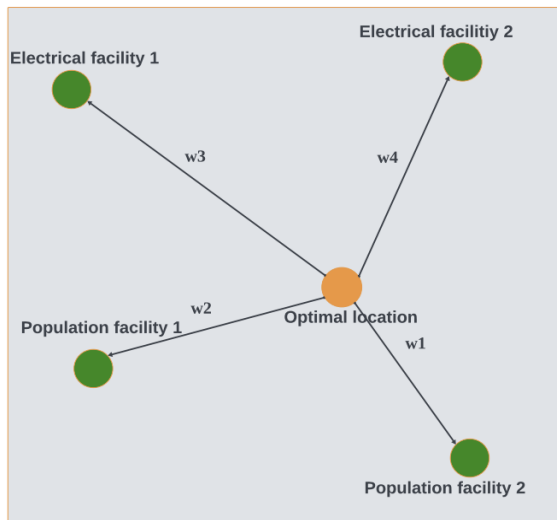 Electrical facilitiy 2
Electrical facility 1
w3
w4
w2
Optimal location
Population facility 1
w1
Population facility 2